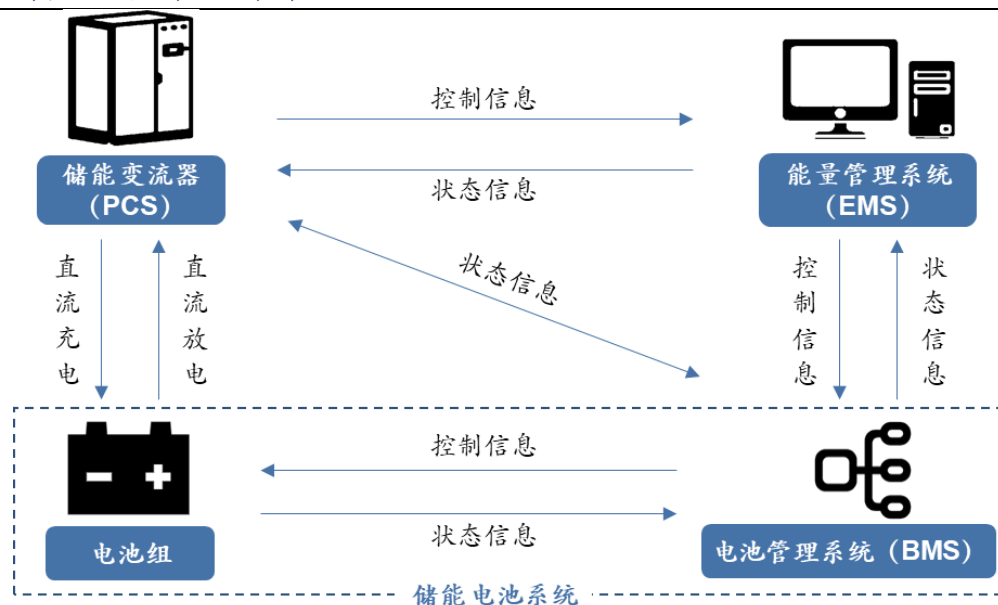 控制信息
储能变流器
（PCS）
能量管理系统
（EMS）
状态信息
状态信息
直流充电
直流放电
控制信息
状态信息
控制信息
状态信息
电池组
电池管理系统（BMS）
储能电池系统